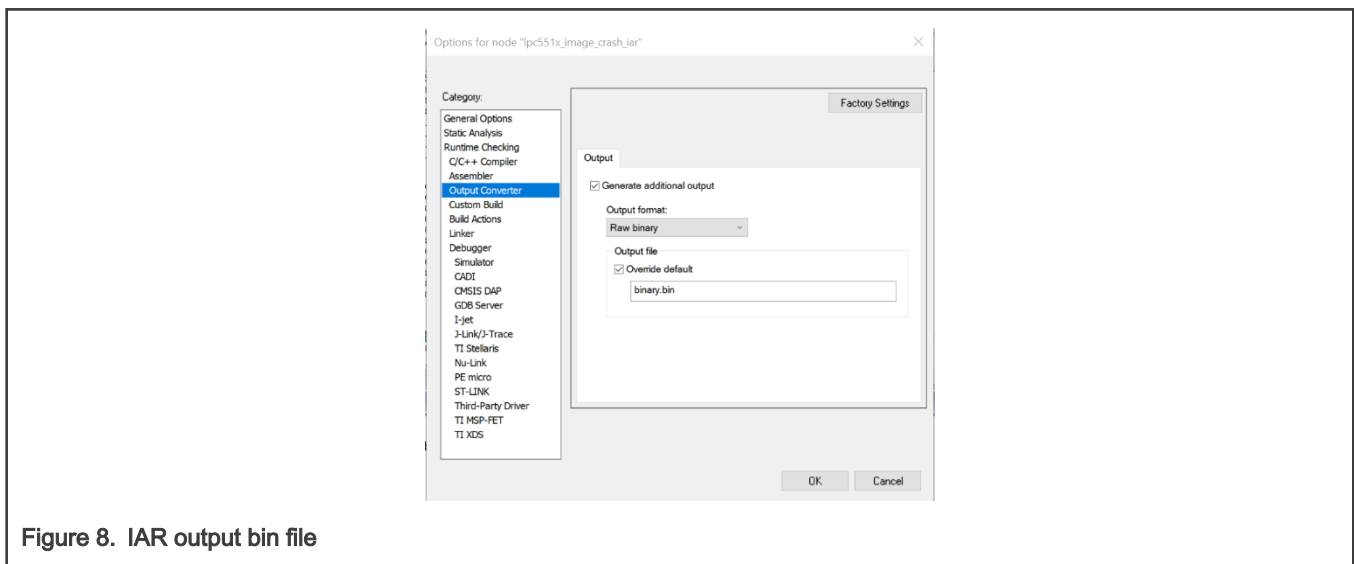 Options for node "lpc551x_image_crash_iar"
Category:
General Options
Static Analysis
Runtime Checking
C/C++ Compiler
Assembler
Output Converter
Custom Build
Build Actions
Linker
Debugger
Simulator
CADI
CMSIS DAP
GDB Server
I-jet
J-Link/J-Trace
TI Stellaris
Nu-Link
PE micro
ST-LINK
Third-Party Driver
TI MSP-FET
TI XDS
Factory Settings
Output
Generate additional output
Output format:
Raw binary
Output file
Override default
binary.bin
OK
Cancel
Figure 8. IAR output bin file